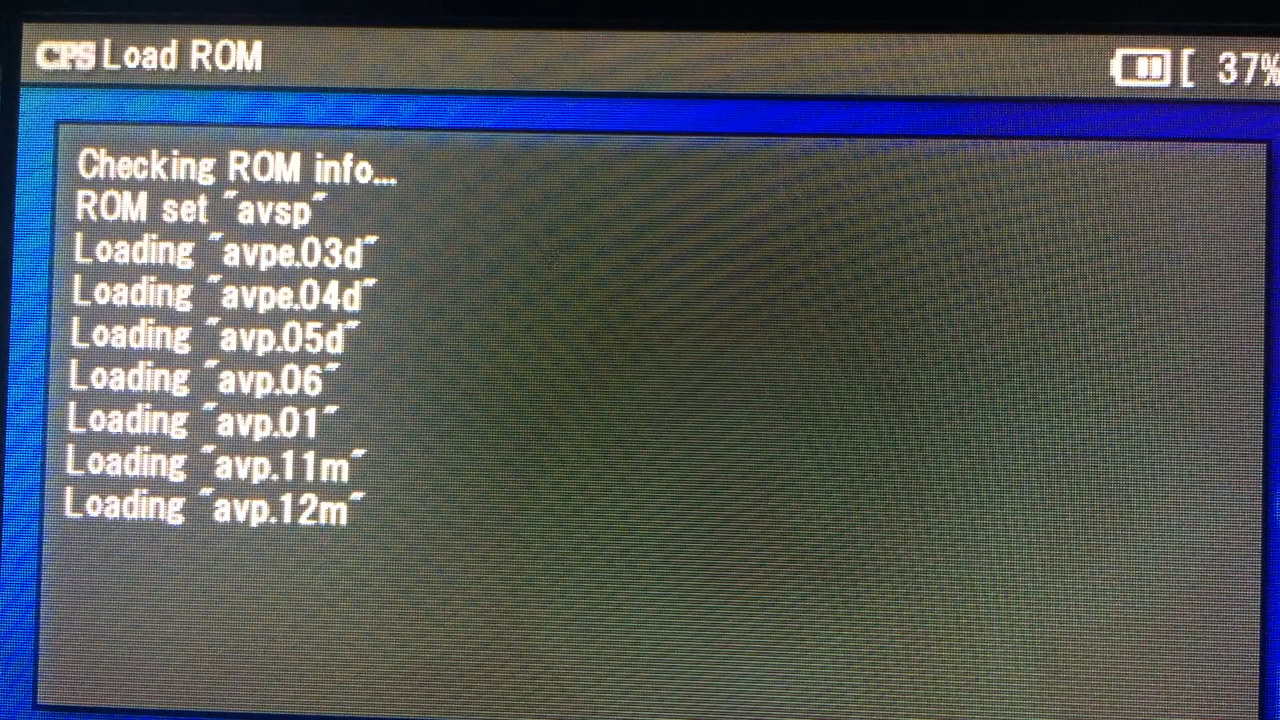 CPS Load ROM [ 37%
Checking ROM info...
ROM set "avsp"
Loading "avpe.03d"
Loading "avpe.04d"
Loading "avp.05d"
Loading "avp.06"
Loading "avp.01"
Loading "avp.11m"
Loading "avp.12m"